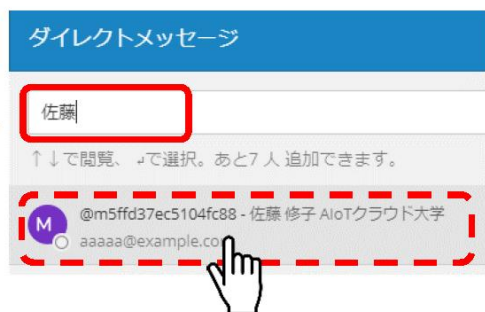 ダイレクトメッセージ
佐藤
↑↓で閲覧、↲で選択。あと7 人 追加できます。
M
@m5ffd37ec5104fc88 - 佐藤 修子 AIoTクラウド大学
aaaaa@example.com